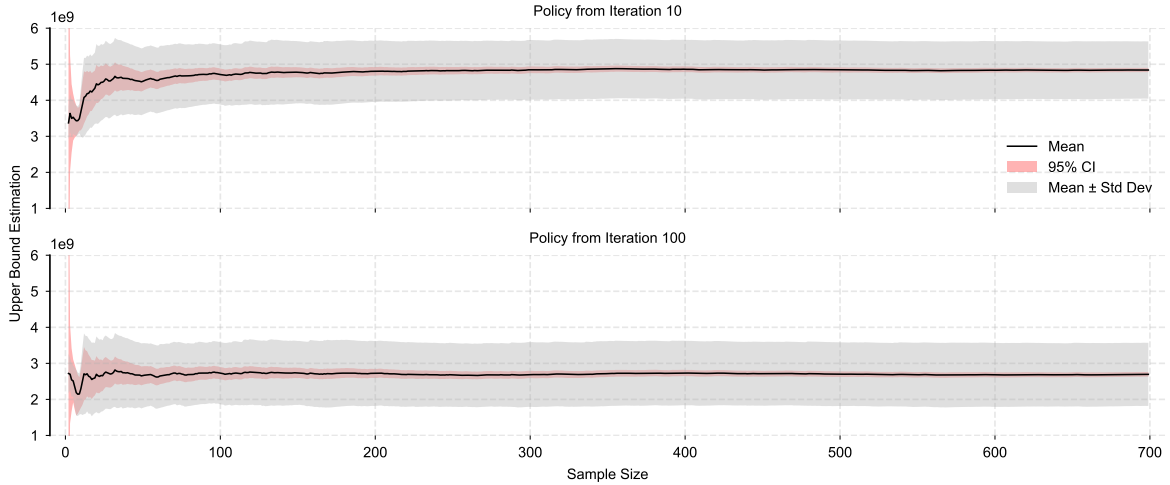 Policy from Iteration 10
1e9
6
5
4
3
2
1
Mean
95% CI
Mean ± Std Dev
Upper Bound Estimation
Policy from Iteration 100
1e9
6
5
4
3
2
1
0 100 200 300 400 500 600 700
Sample Size